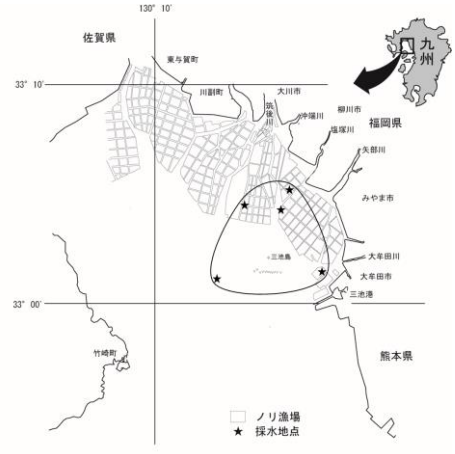 130° 10'
佐賀県
東与賀町
九州
33° 10'
川副町
大川市
筑後川
沖端川
柳川市
福岡県
塩塚川
矢部川
みやま市
三池島
大牟田川
大牟田市
三池港
33° 00'
竹崎町
熊本県
ノリ漁場
採水地点